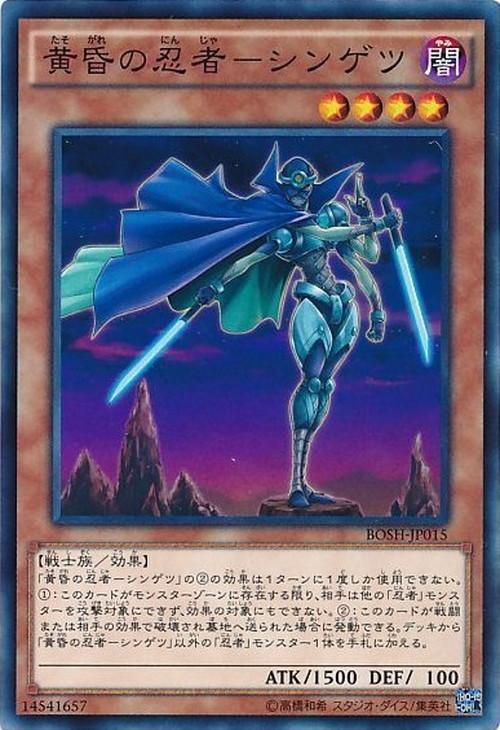 黄昏の忍者－シンゲツ
闇
BOSH-JP015
【戦士族／効果】
「黄昏の忍者－シンゲツ」の②の効果は1ターンに1度しか使用できない。
①：このカードがモンスターゾーンに存在する限り、相手は他の「忍者」モンス
ターを攻撃対象にできず、効果の対象にもできない。②：このカードが戦闘
または相手の効果で破壊され墓地へ送られた場合に発動できる。デッキから
「黄昏の忍者－シンゲツ」以外の「忍者」モンスター1体を手札に加える。
ATK/1500 DEF/ 100
14541657
©高橋和希 スタジオ・ダイス/集英社